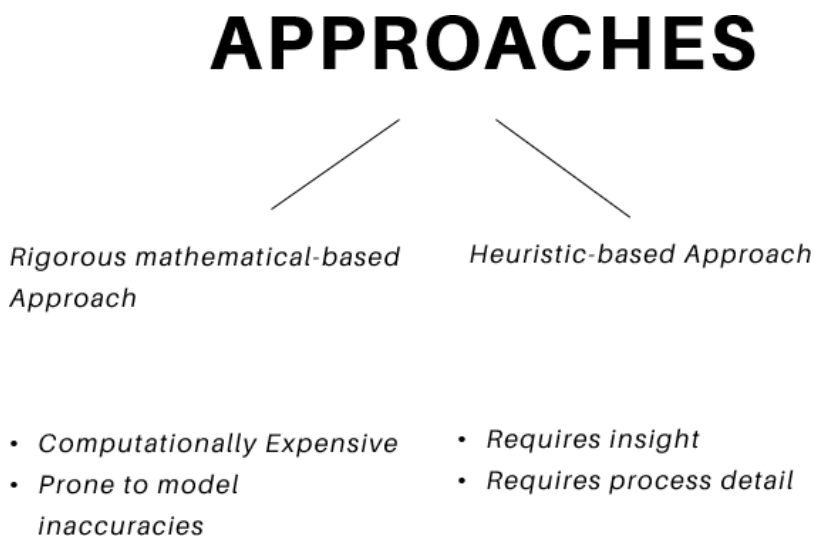 APPROACHES
Rigorous mathematical-based
Approach
Heuristic-based Approach
• Computationally Expensive
• Prone to model
inaccuracies
• Requires insight
• Requires process detail